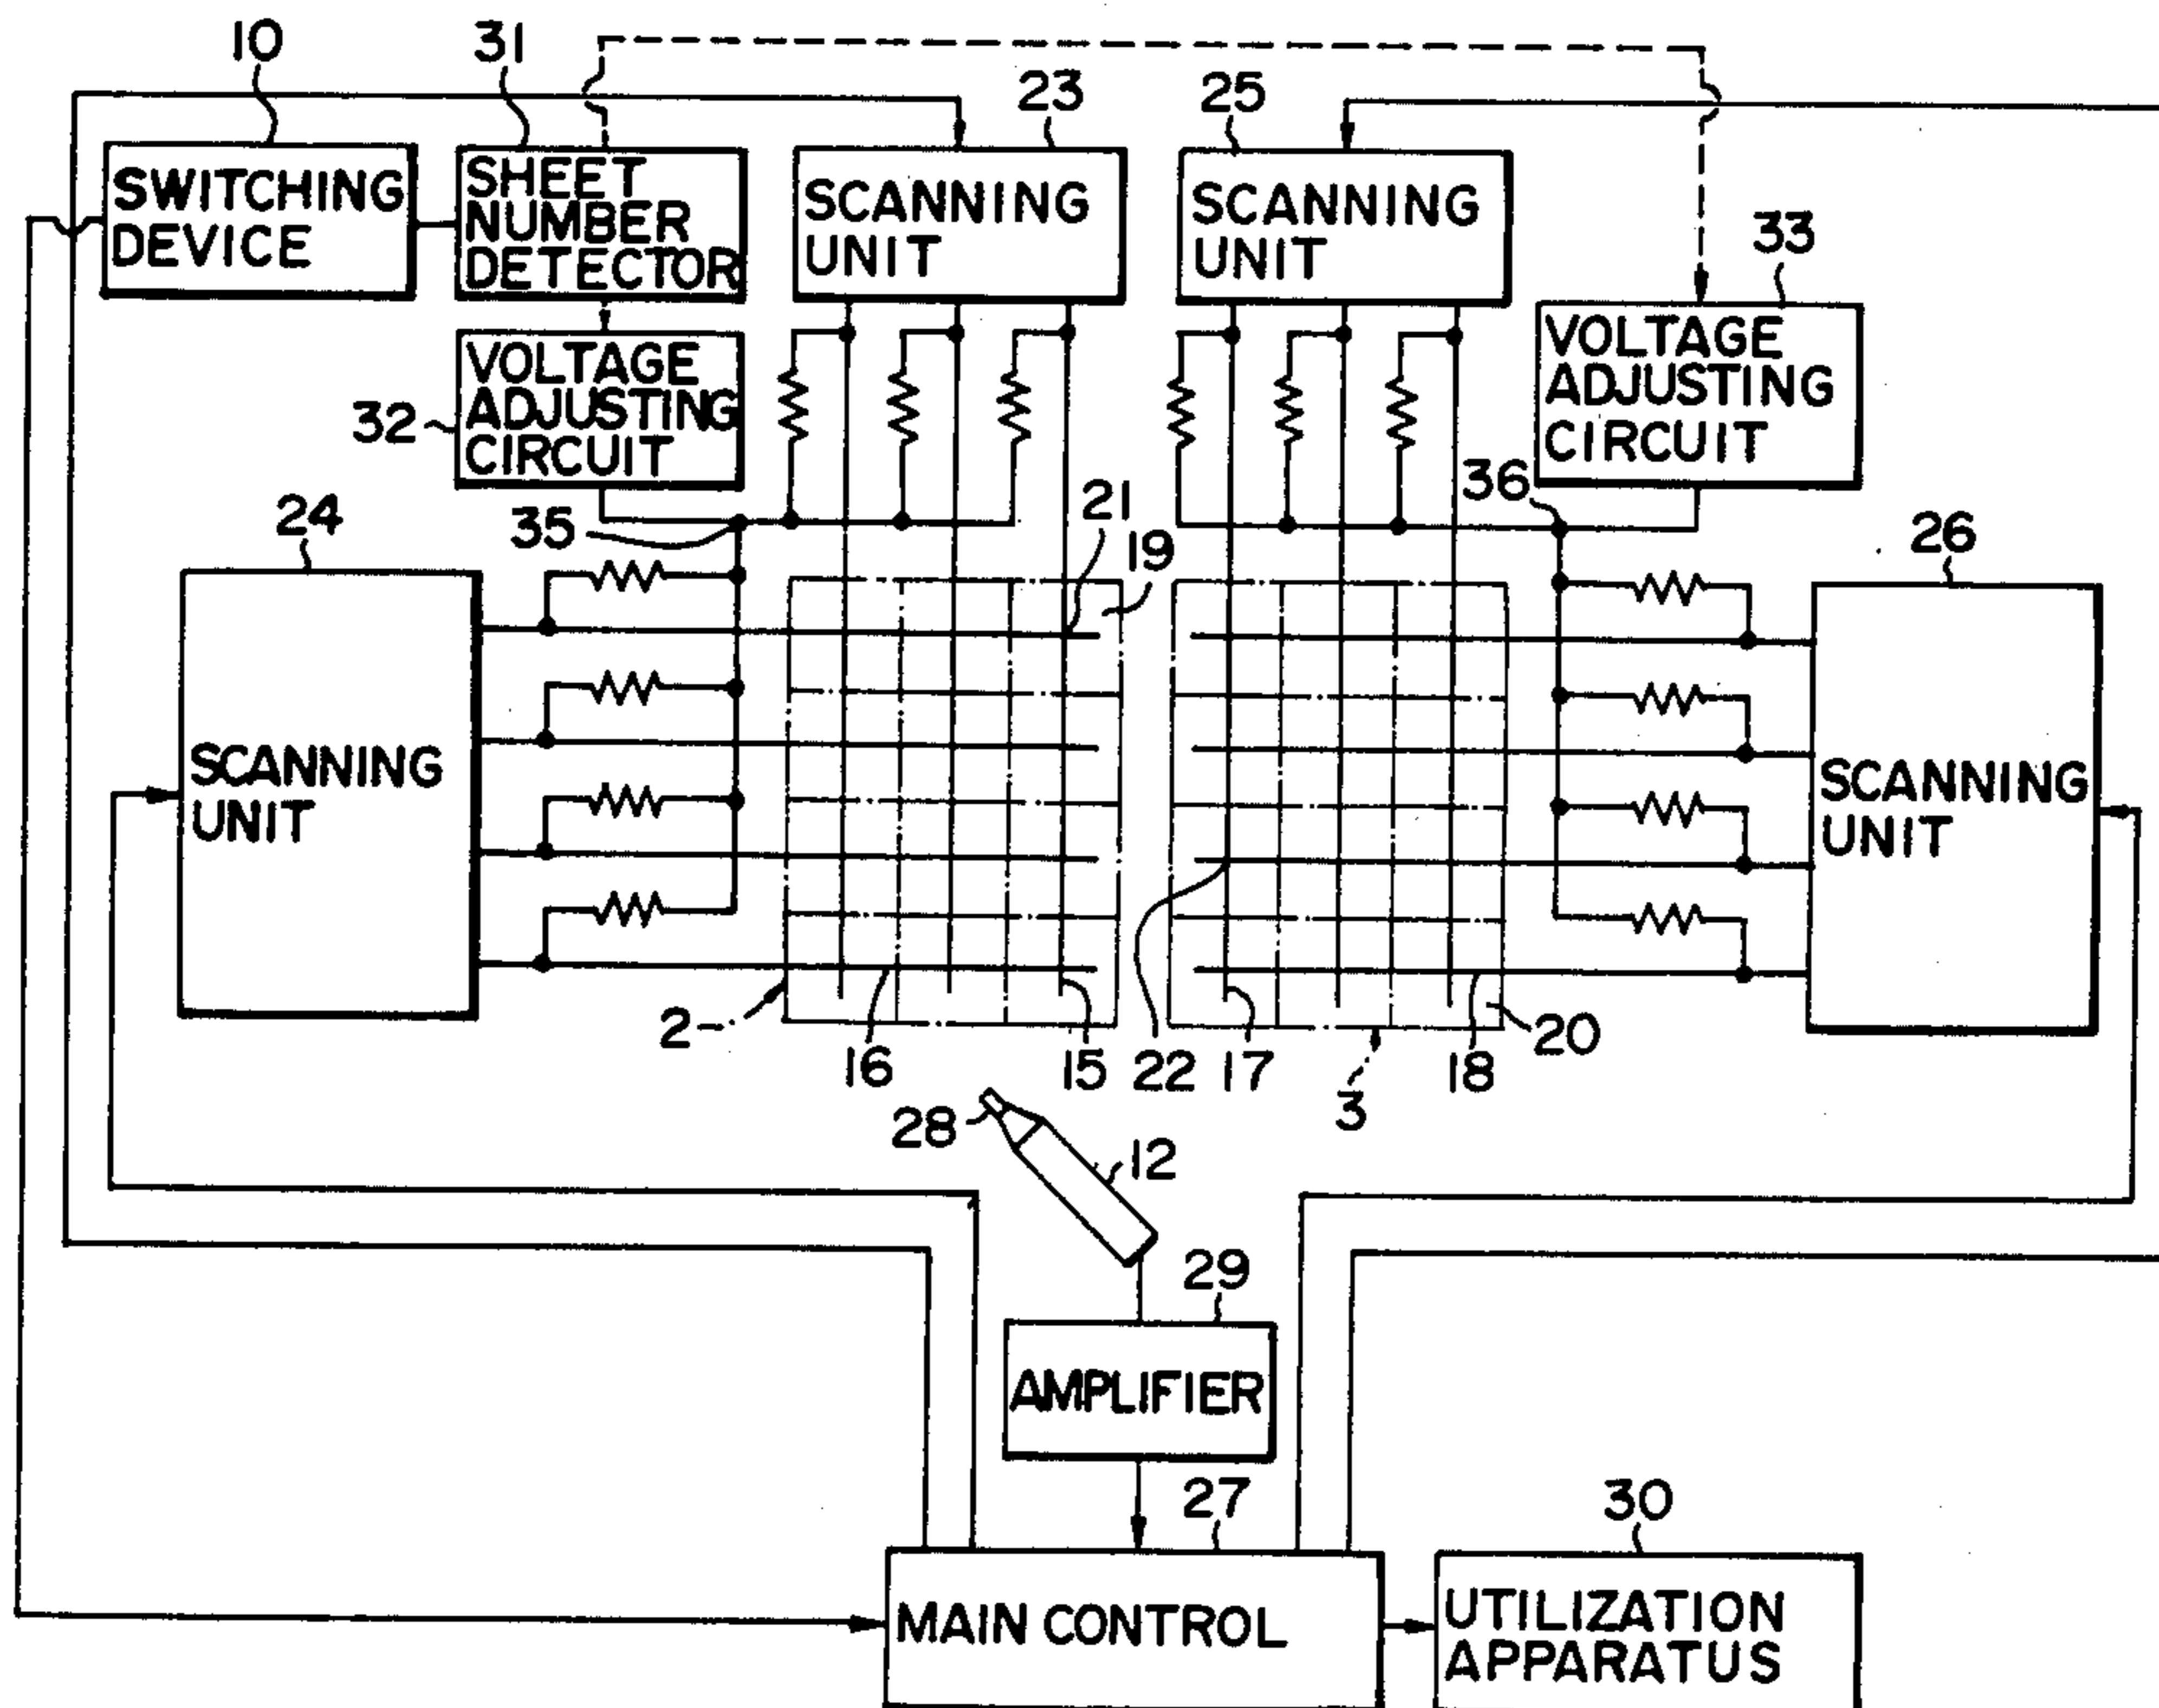 10
31
23
25
SWITCHING
DEVICE
SHEET
NUMBER
DETECTOR
SCANNING
UNIT
SCANNING
UNIT
33
VOLTAGE
ADJUSTING
CIRCUIT
32
VOLTAGE
ADJUSTING
CIRCUIT
24
35
21
19
36
26
SCANNING
UNIT
SCANNING
UNIT
2
16
15
22
17
3
18
20
28
12
29
AMPLIFIER
27
30
MAIN CONTROL
UTILIZATION
APPARATUS